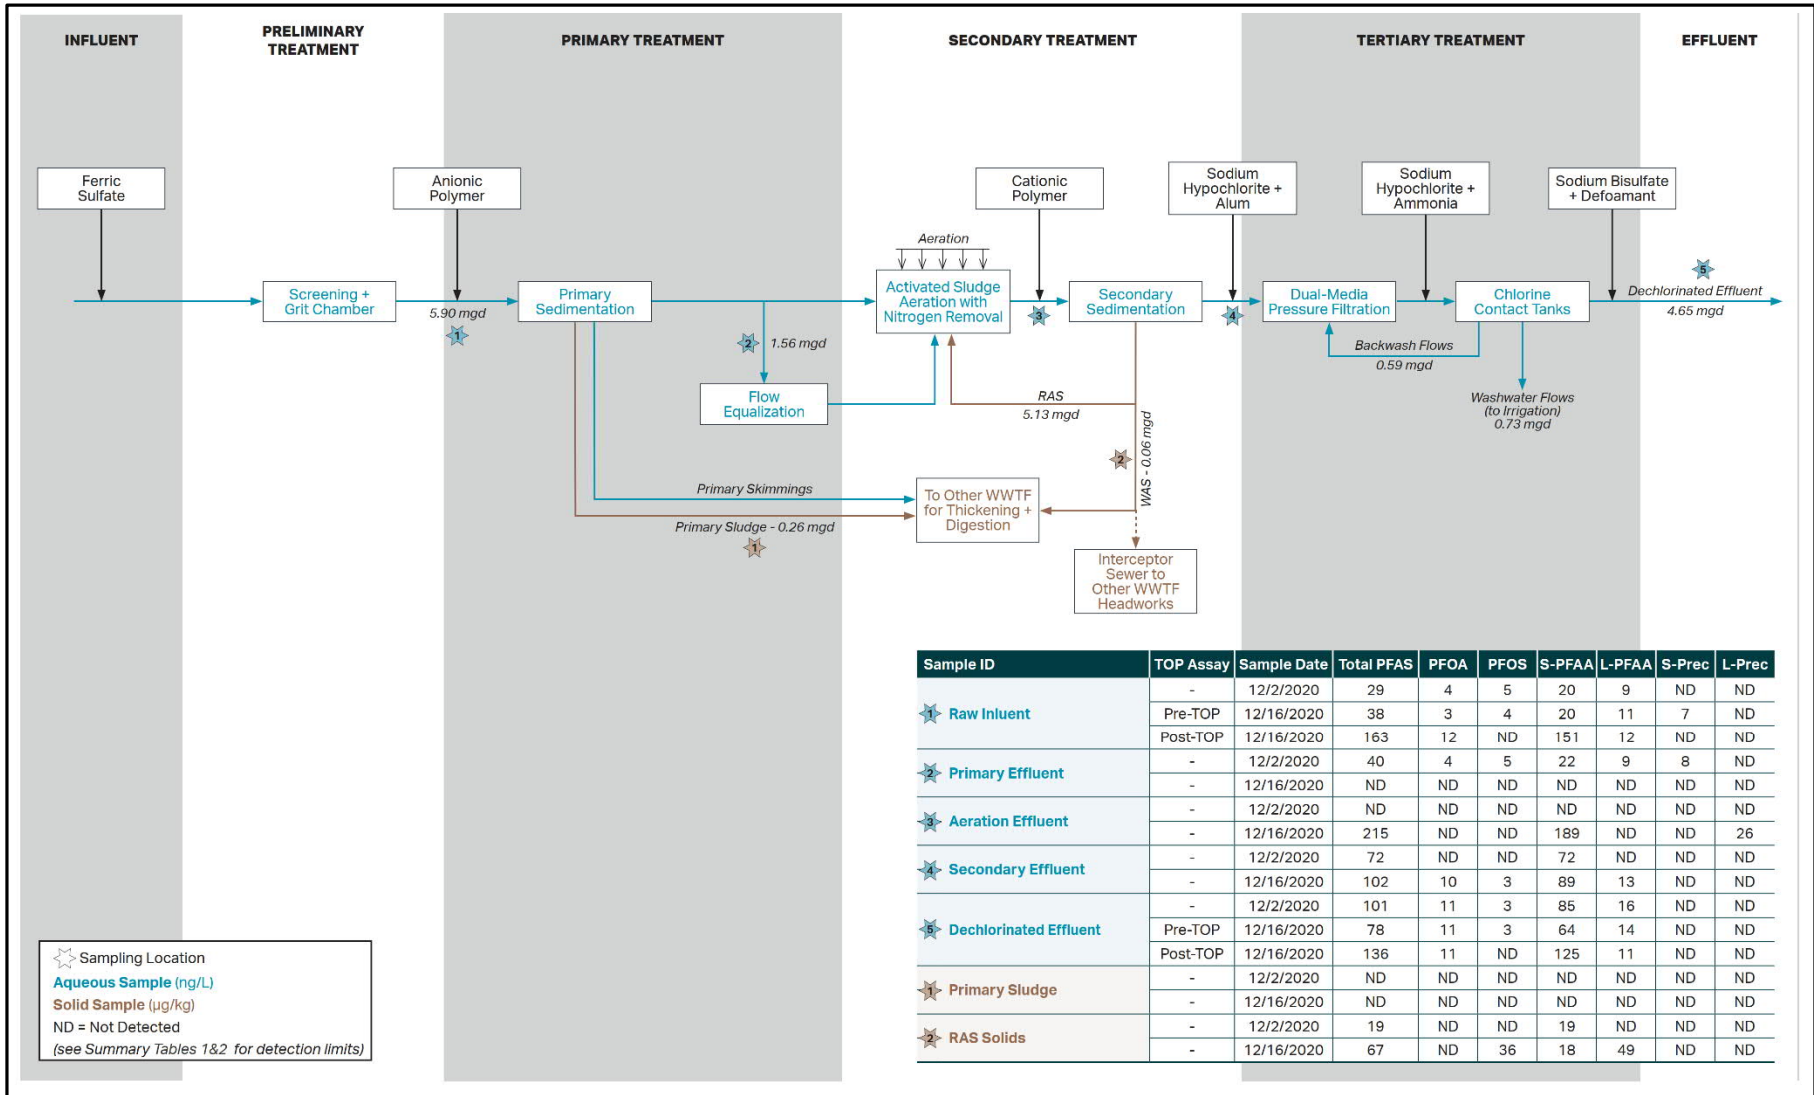 INFLUENT
PRELIMINARY
TREATMENT
PRIMARY TREATMENT
SECONDARY TREATMENT
TERTIARY TREATMENT
EFFLUENT
Ferric
Sulfate
Anionic
Polymer
Cationic
Polymer
Sodium
Hypochlorite +
Alum
Sodium
Hypochlorite +
Ammonia
Sodium Bisulfate
+ Defoamant
Aeration
Screening +
Grit Chamber
5.90 mgd
1
Primary
Sedimentation
2
1.56 mgd
Flow
Equalization
Activated Sludge
Aeration with
Nitrogen Removal
3
Secondary
Sedimentation
4
Dual-Media
Pressure Filtration
Chlorine
Contact Tanks
5
Dechlorinated Effluent
4.65 mgd
Backwash Flows
0.59 mgd
Washwater Flows
(to Irrigation)
0.73 mgd
RAS
5.13 mgd
2
WAS - 0.06 mgd
Primary Skimmings
Primary Sludge - 0.26 mgd
1
To Other WWTF
for Thickening +
Digestion
Interceptor
Sewer to
Other WWTF
Headworks
Sample ID TOP Assay Sample Date Total PFAS PFOA PFOS S-PFAA L-PFAA S-Prec L-Prec
1 Raw Inluent
- 12/2/2020 29 4 5 20 9 ND ND
Pre-TOP 12/16/2020 38 3 4 20 11 7 ND
Post-TOP 12/16/2020 163 12 ND 151 12 ND ND
2 Primary Effluent
- 12/2/2020 40 4 5 22 9 8 ND
- 12/16/2020 ND ND ND ND ND ND ND
3 Aeration Effluent
- 12/2/2020 ND ND ND ND ND ND ND
- 12/16/2020 215 ND ND 189 ND ND 26
4 Secondary Effluent
- 12/2/2020 72 ND ND 72 ND ND ND
- 12/16/2020 102 10 3 89 13 ND ND
5 Dechlorinated Effluent
- 12/2/2020 101 11 3 85 16 ND ND
Pre-TOP 12/16/2020 78 11 3 64 14 ND ND
Post-TOP 12/16/2020 136 11 ND 125 11 ND ND
1 Primary Sludge
- 12/2/2020 ND ND ND ND ND ND ND
- 12/16/2020 ND ND ND ND ND ND ND
2 RAS Solids
- 12/2/2020 19 ND ND 19 ND ND ND
- 12/16/2020 67 ND 36 18 49 ND ND
Sampling Location
Aqueous Sample (ng/L)
Solid Sample (µg/kg)
ND = Not Detected
(see Summary Tables 1&2 for detection limits)